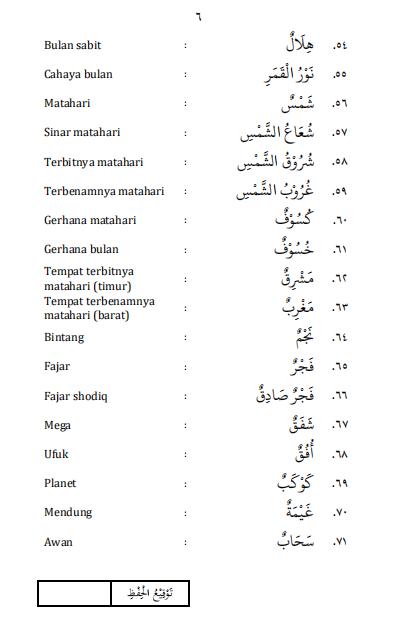 ٦
٥٤. هِلَالٌ : Bulan sabit
٥٥. نَوْرُ الْقَمَرِ : Cahaya bulan
٥٦. شَمْسٌ : Matahari
٥٧. شُعَاعُ الشَّمْسِ : Sinar matahari
٥٨. شُرُوْقُ الشَّمْسِ : Terbitnya matahari
٥٩. غُرُوْبُ الشَّمْسِ : Terbenamnya matahari
٦٠. كُسُوْفٌ : Gerhana matahari
٦١. خُسُوْفٌ : Gerhana bulan
٦٢. مَشْرِقٌ : Tempat terbitnya
matahari (timur)
٦٣. مَغْرِبٌ : Tempat terbenamnya
matahari (barat)
٦٤. نَجْمٌ : Bintang
٦٥. فَجْرٌ : Fajar
٦٦. فَجْرٌ صَادِقٌ : Fajar shodiq
٦٧. شَفَقٌ : Mega
٦٨. أُفُقٌ : Ufuk
٦٩. كَوْكَبٌ : Planet
٧٠. غَيْمَةٌ : Mendung
٧١. سَحَابٌ : Awan
تَوْقِيْعُ الْحِفْظِ